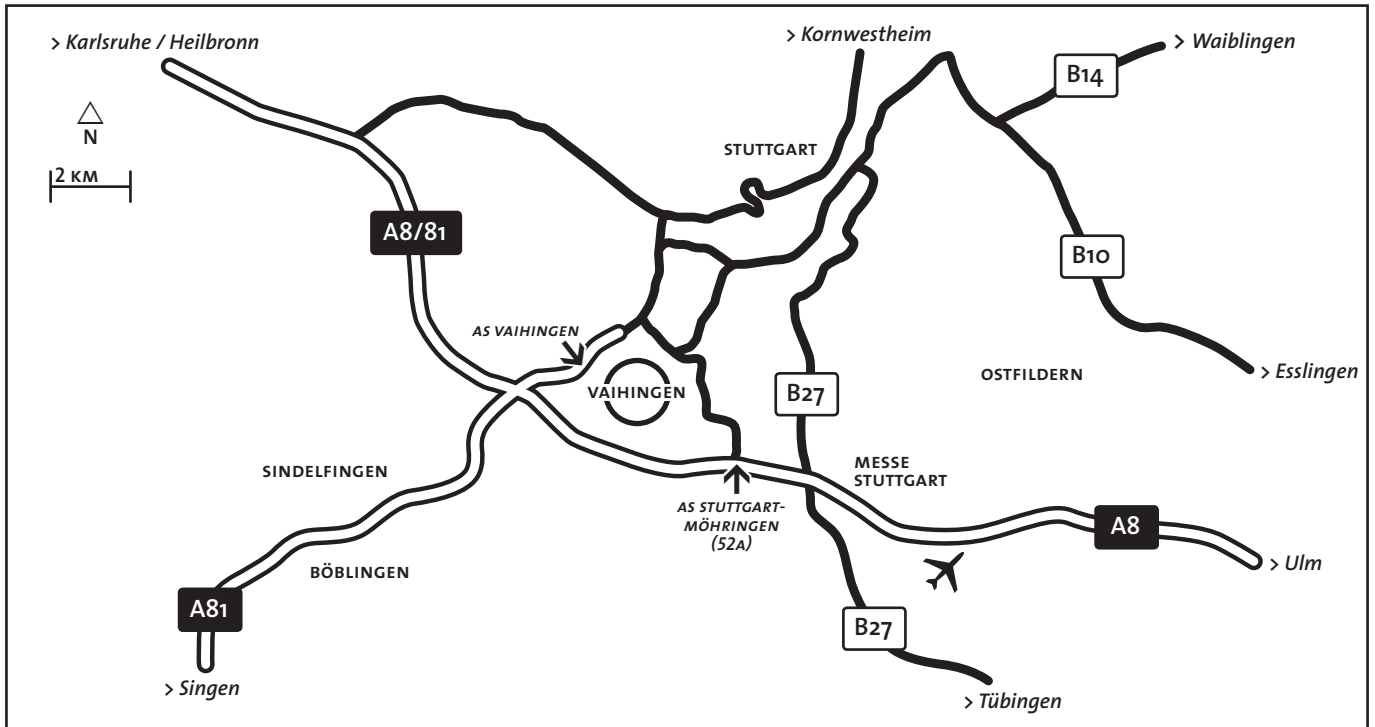 > Karlsruhe / Heilbronn
> Kornwestheim
> Waiblingen
B14
N
2 KM
STUTTGART
A8/81
B10
AS VAIHINGEN
VAIHINGEN
OSTFILDERN
> Esslingen
B27
SINDELFINGEN
MESSE
STUTTGART
AS STUTTGART-
MÖHRINGEN
(52A)
A8
> Ulm
BÖBLINGEN
A81
B27
> Singen
> Tübingen